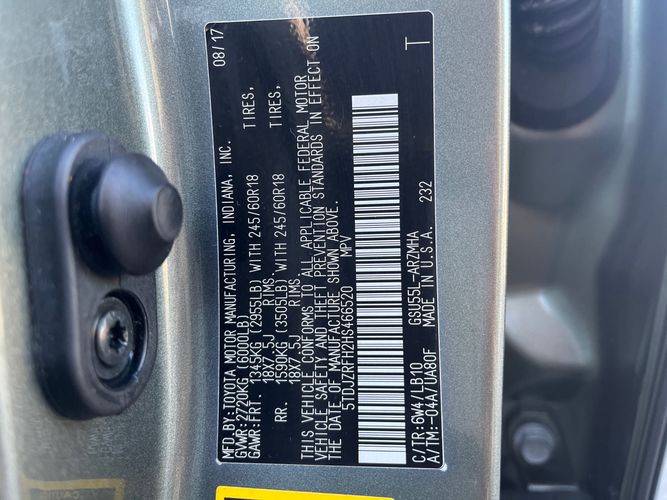 MFD.BY:TOYOTA MOTOR MANUFACTURING, INDIANA, INC. 08/17
GVWR:2720KG (6000LB)
GAWR:FRT. 1345KG (2955LB) WITH 245/60R18 TIRES,
18X7.5J RIMS
RR. 1590KG (3505LB) WITH 245/60R18 TIRES,
18X7.5J RIMS
THIS VEHICLE CONFORMS TO ALL APPLICABLE FEDERAL MOTOR
VEHICLE SAFETY AND THEFT PREVENTION STANDARDS IN EFFECT ON
THE DATE OF MANUFACTURE SHOWN ABOVE.
5TDJZRFH2HS466520 MPV
C/TR:6W4/LB10 GSU55L-ARZMHA
A/TM:-04A/UA80F MADE IN U.S.A. 232
T